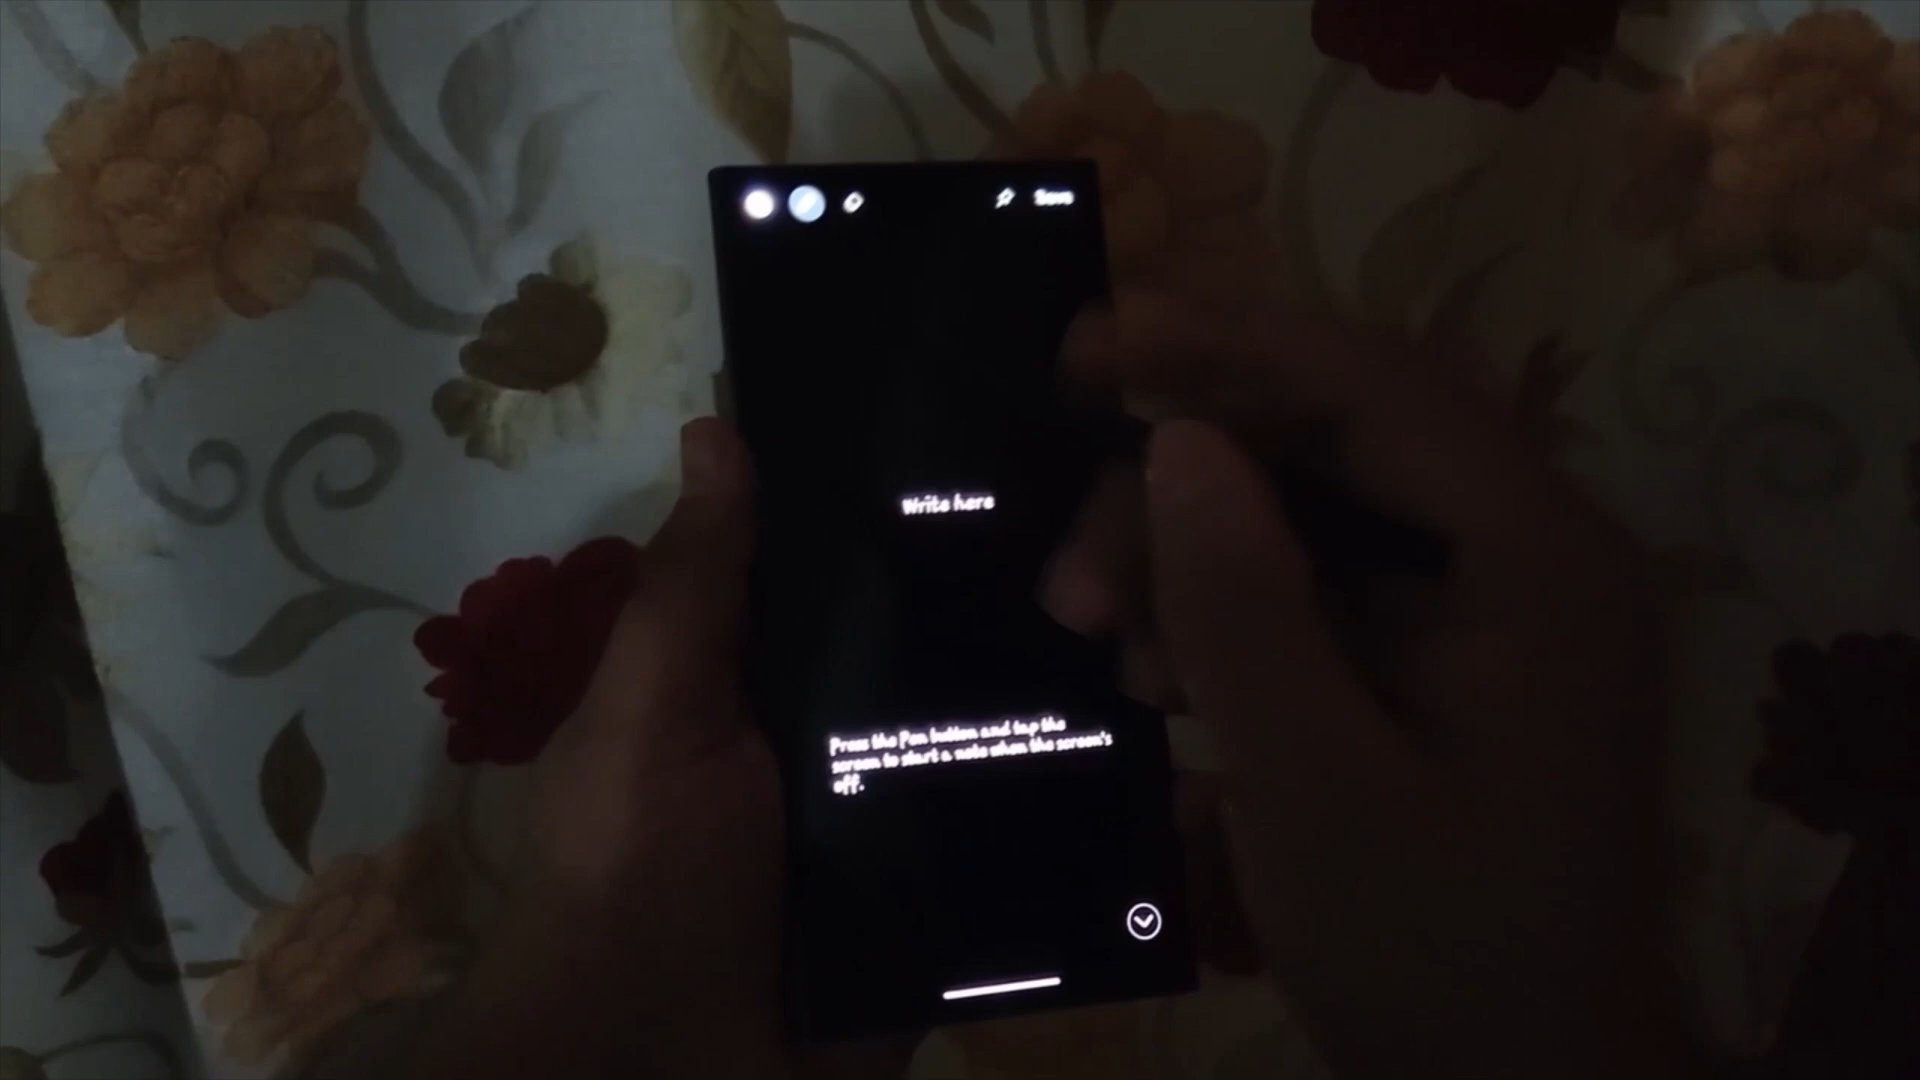 Save
Write here
Press the Pen button and tap the
screen to start a note when the screen's
off.